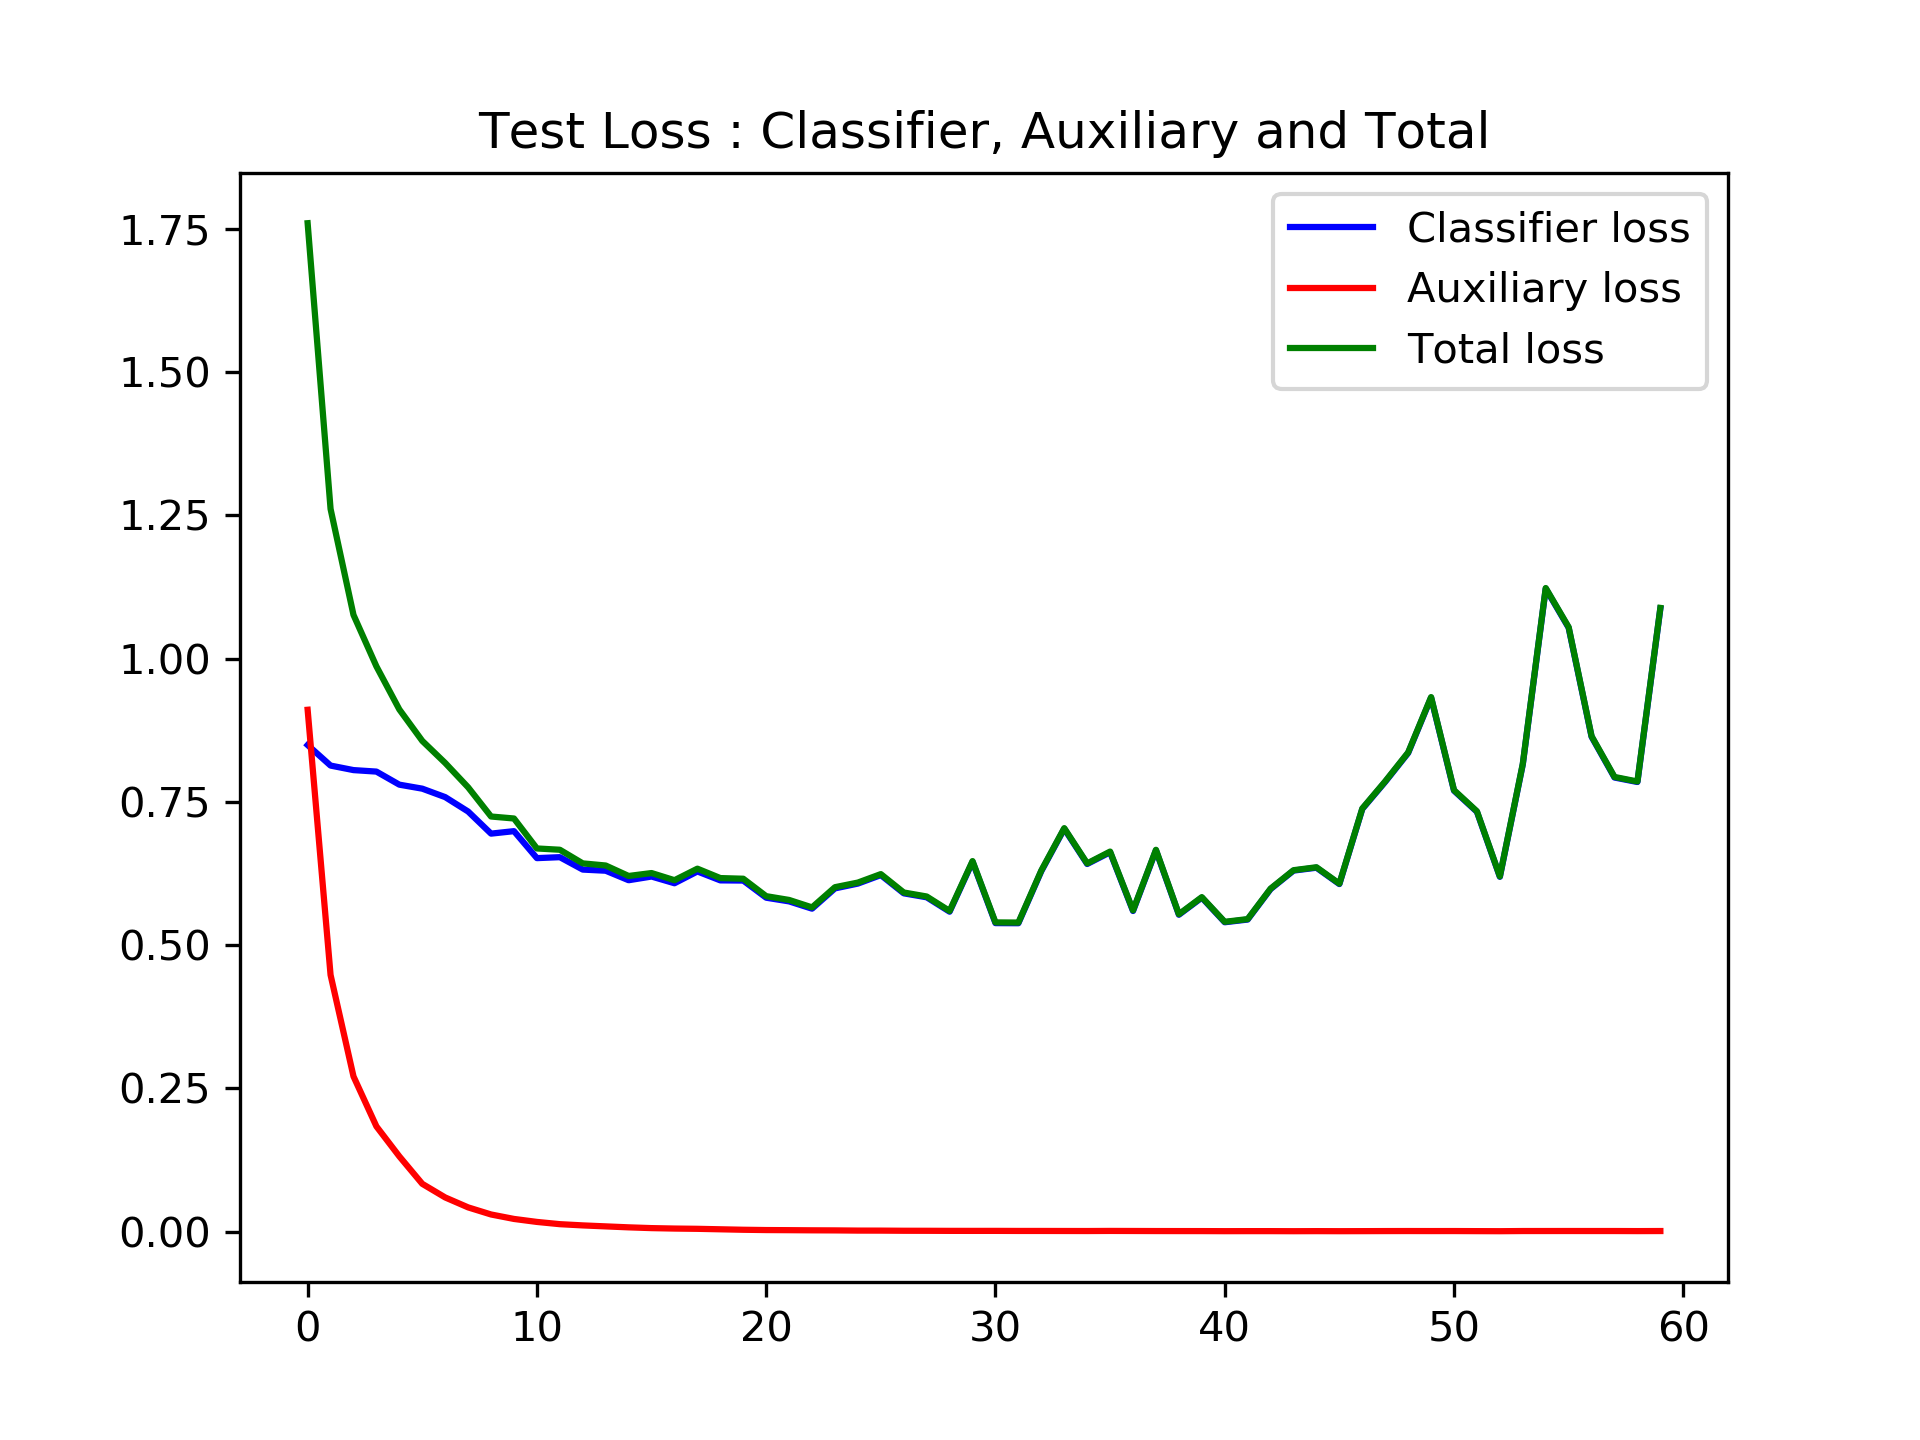 Test Loss : Classifier, Auxiliary and Total
Classifier loss
Auxiliary loss
Total loss
1.75
1.50
1.25
1.00
0.75
0.50
0.25
0.00
0 10 20 30 40 50 60